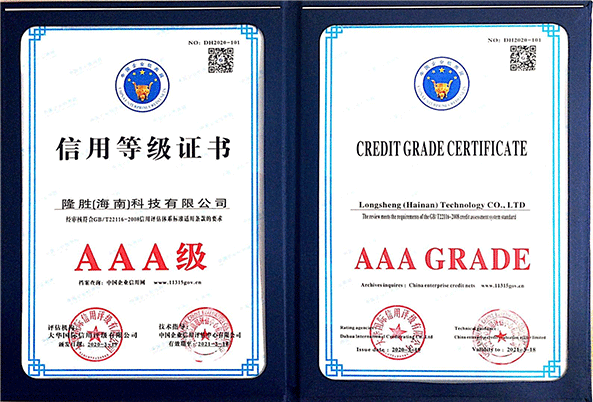 NO: DH2020-101
信用等级证书
隆胜(海南)科技有限公司
经审核符合GB/T22116-2008信用评估体系标准适用条款的要求
AAA级
档案查询: 中国企业信用网 www.11315gov.cn
评估机构:
大华国际信用评级有限公司
颁发日期: 2020-3-18
技术指导:
中国企业信用评估中心有限公司
有效期至: 2021-3-18
NO: DH2020-101
CREDIT GRADE CERTIFICATE
Longsheng (Hainan) Technology CO., LTD
The review meets the requirements of the GB/T22116-2008 credit assessment system standard
AAA GRADE
Archives inquires: China enterprise credit nets www.11315gov.cn
Rating agencies:
Dahua International Credit Rating Co., Ltd
Issue date: 2020-3-18
Technical guidance:
China enterprise limited
Validity to: 2021-3-18